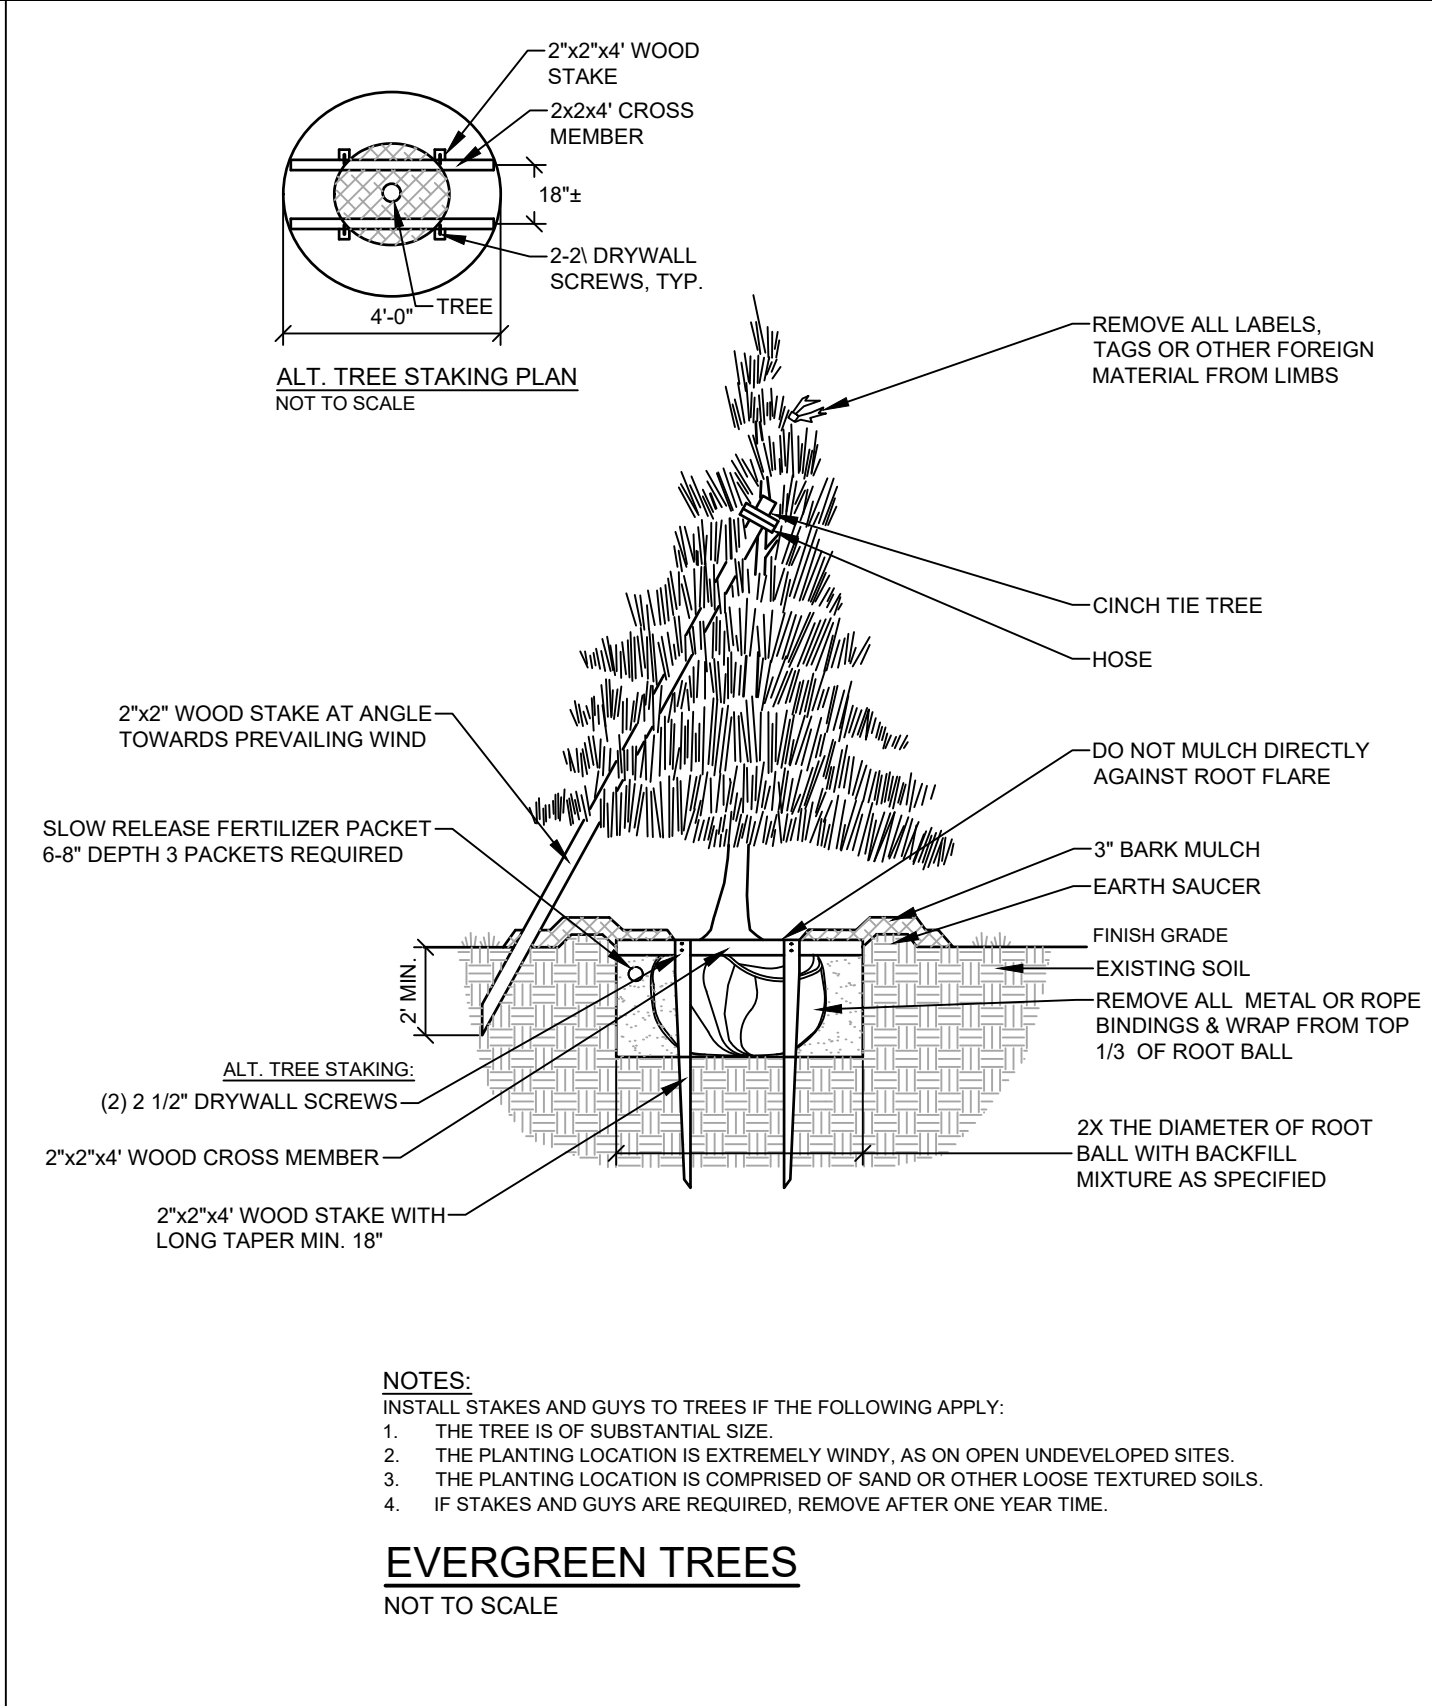 2"x2"x4' WOOD
STAKE
2x2x4' CROSS
MEMBER
18"±
2-2\ DRYWALL
SCREWS, TYP.
TREE
4'-0"
ALT. TREE STAKING PLAN
NOT TO SCALE
REMOVE ALL LABELS,
TAGS OR OTHER FOREIGN
MATERIAL FROM LIMBS
CINCH TIE TREE
HOSE
2"x2" WOOD STAKE AT ANGLE
TOWARDS PREVAILING WIND
DO NOT MULCH DIRECTLY
AGAINST ROOT FLARE
SLOW RELEASE FERTILIZER PACKET
6-8" DEPTH 3 PACKETS REQUIRED
3" BARK MULCH
EARTH SAUCER
FINISH GRADE
EXISTING SOIL
2' MIN.
REMOVE ALL  METAL OR ROPE
BINDINGS & WRAP FROM TOP
1/3  OF ROOT BALL
ALT. TREE STAKING:
(2) 2 1/2" DRYWALL SCREWS
2"x2"x4' WOOD CROSS MEMBER
2"x2"x4' WOOD STAKE WITH
LONG TAPER MIN. 18"
2X THE DIAMETER OF ROOT
BALL WITH BACKFILL
MIXTURE AS SPECIFIED
NOTES:
INSTALL STAKES AND GUYS TO TREES IF THE FOLLOWING APPLY:
1. THE TREE IS OF SUBSTANTIAL SIZE.
2. THE PLANTING LOCATION IS EXTREMELY WINDY, AS ON OPEN UNDEVELOPED SITES.
3. THE PLANTING LOCATION IS COMPRISED OF SAND OR OTHER LOOSE TEXTURED SOILS.
4. IF STAKES AND GUYS ARE REQUIRED, REMOVE AFTER ONE YEAR TIME.
EVERGREEN TREES
NOT TO SCALE